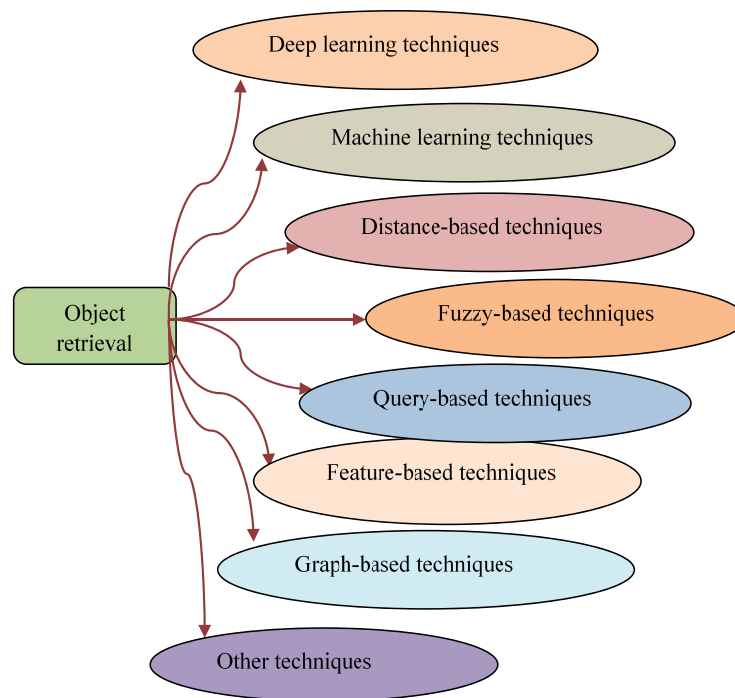 Deep learning techniques
Machine learning techniques
Distance-based techniques
Object
retrieval
Fuzzy-based techniques
Query-based techniques
Feature-based techniques
Graph-based techniques
Other techniques